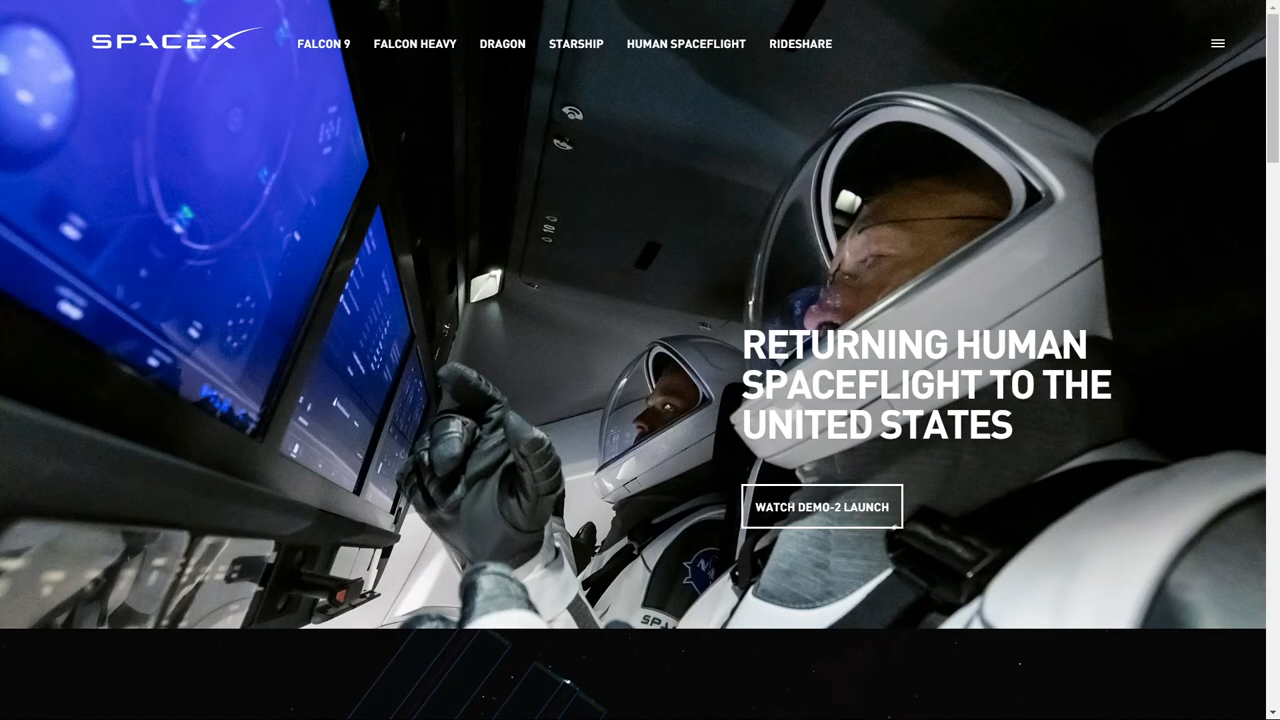 SPACEX
FALCON 9 FALCON HEAVY DRAGON STARSHIP HUMAN SPACEFLIGHT RIDESHARE
10
RETURNING HUMAN
SPACEFLIGHT TO THE
UNITED STATES
WATCH DEMO-2 LAUNCH